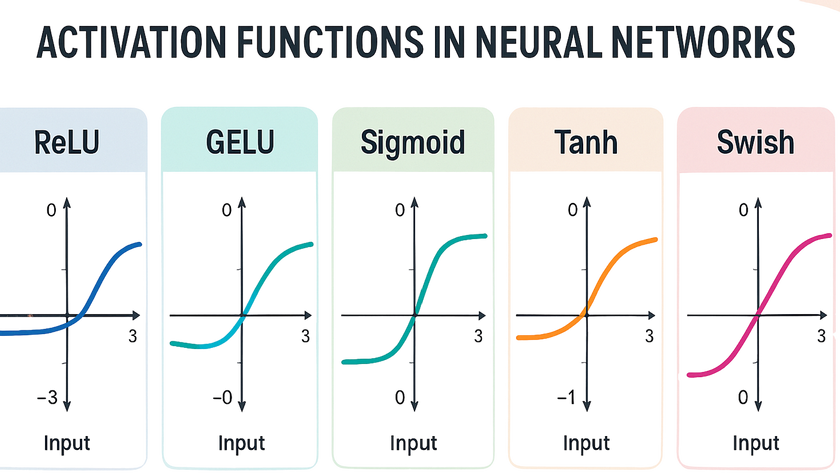 ACTIVATION FUNCTIONS IN NEURAL NETWORKS
ReLU
0
3
−3
Input
GELU
0
3
−0
Input
Sigmoid
0
3
0
Input
Tanh
0
3
−1
Input
Swish
0
3
0
Input